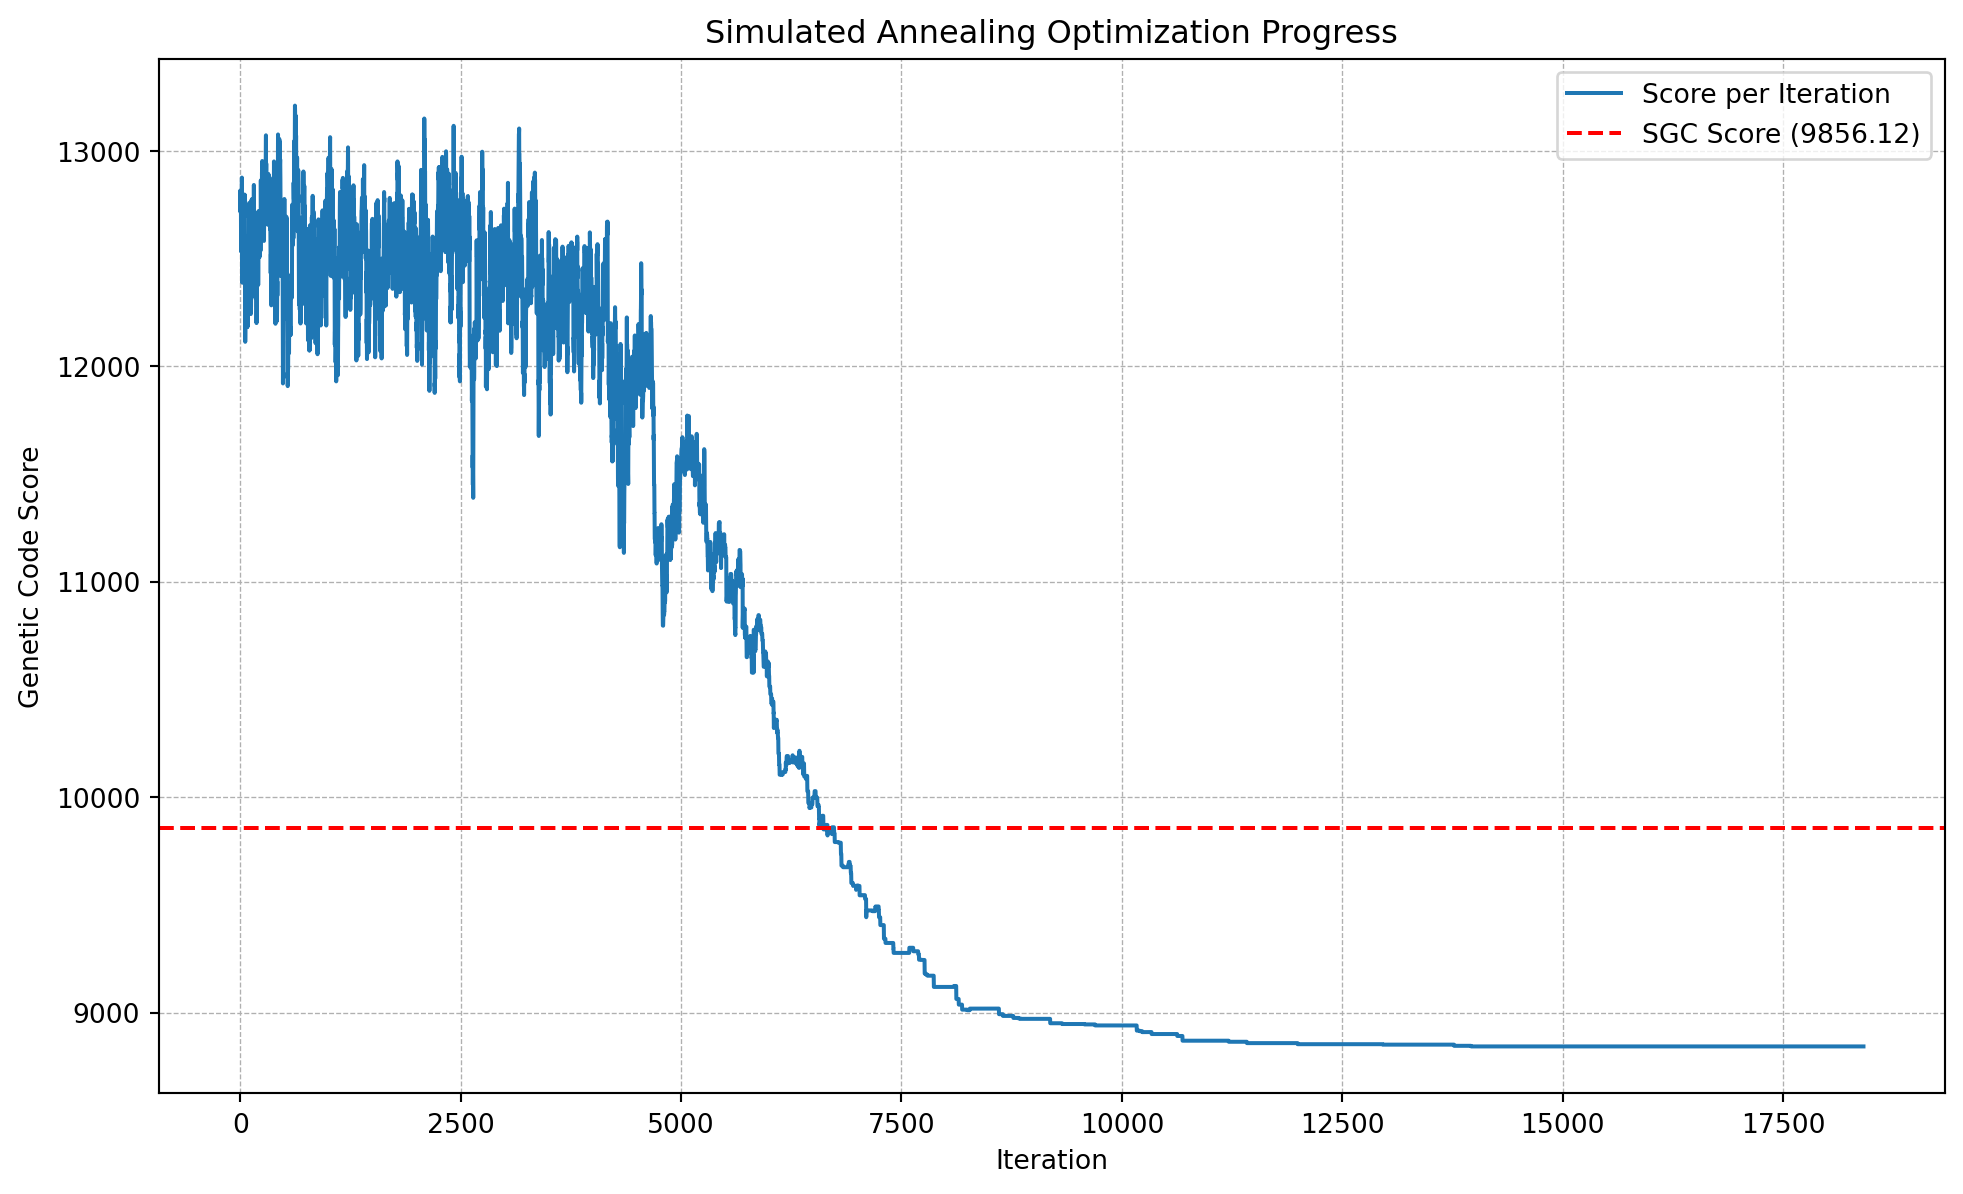 Simulated Annealing Optimization Progress
Score per Iteration
SGC Score (9856.12)
Genetic Code Score
13000
12000
11000
10000
9000
0
2500
5000
7500
10000
12500
15000
17500
Iteration